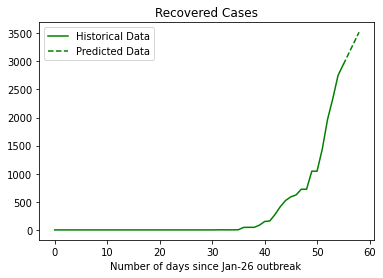 Recovered Cases
Historical Data
Predicted Data
3500
3000
2500
2000
1500
1000
500
0
0 10 20 30 40 50 60
Number of days since Jan-26 outbreak